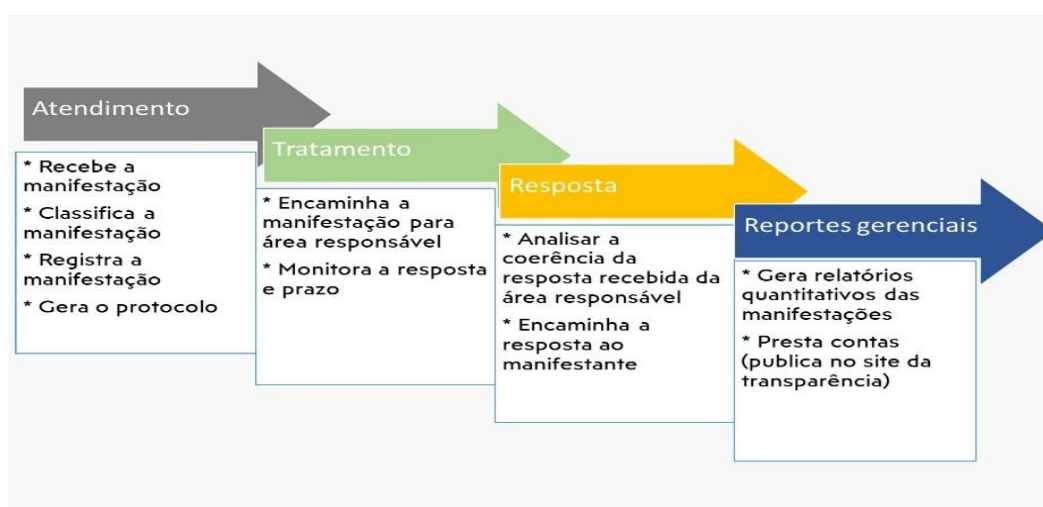 Atendimento
* Recebe a
manifestação
* Classifica a
manifestação
* Registra a
manifestação
* Gera o protocolo
Tratamento
* Encaminha a
manifestação para
área responsável
* Monitora a resposta
e prazo
Resposta
* Analisar a
coerência da
resposta recebida da
área responsável
* Encaminha a
resposta ao
manifestante
Reportes gerenciais
* Gera relatórios
quantitativos das
manifestações
* Presta contas
(publica no site da
transparência)